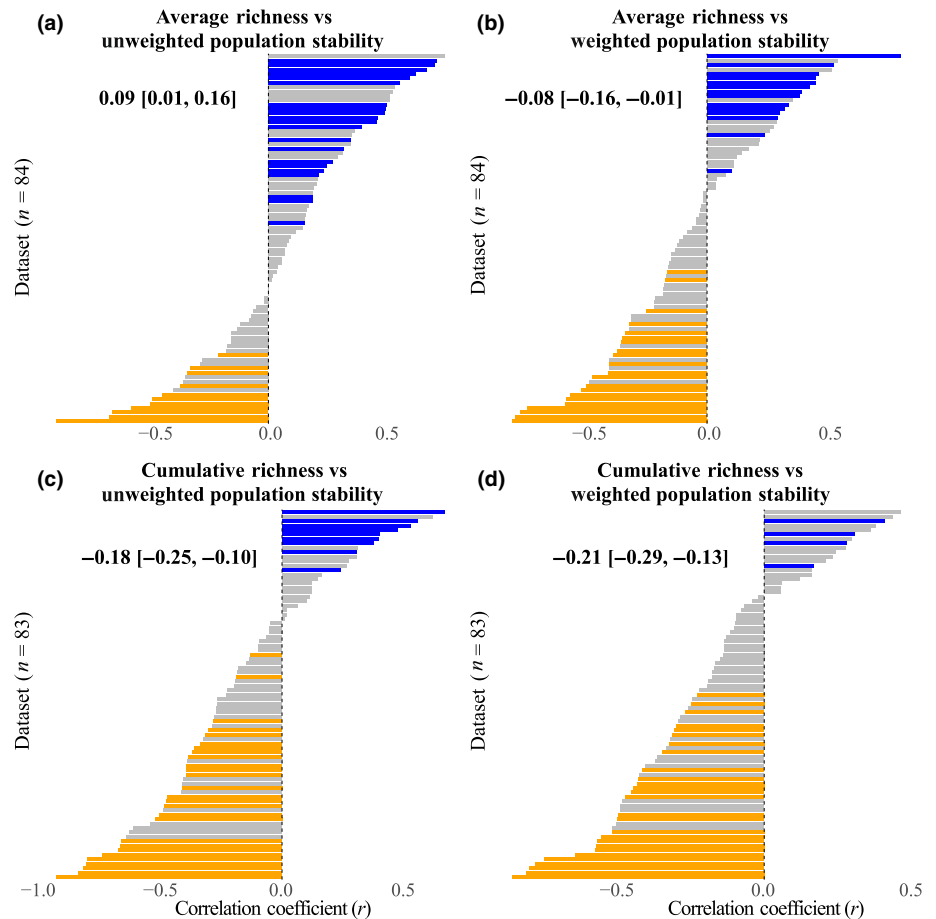 (a)
Average richness vs
unweighted population stability
0.09 [0.01, 0.16]
Dataset (n = 84)
−0.5
0.0
0.5
(b)
Average richness vs
weighted population stability
−0.08 [−0.16, −0.01]
Dataset (n = 84)
−0.5
0.0
0.5
(c)
Cumulative richness vs
unweighted population stability
−0.18 [−0.25, −0.10]
Dataset (n = 83)
−1.0
−0.5
0.0
0.5
Correlation coefficient (r)
(d)
Cumulative richness vs
weighted population stability
−0.21 [−0.29, −0.13]
Dataset (n = 83)
−0.5
0.0
0.5
Correlation coefficient (r)